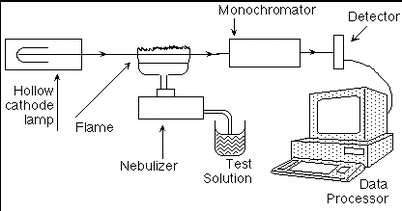 Monochromator
Detector
Hollow
cathode
lamp
Flame
Nebulizer
Test
Solution
Data
Processor